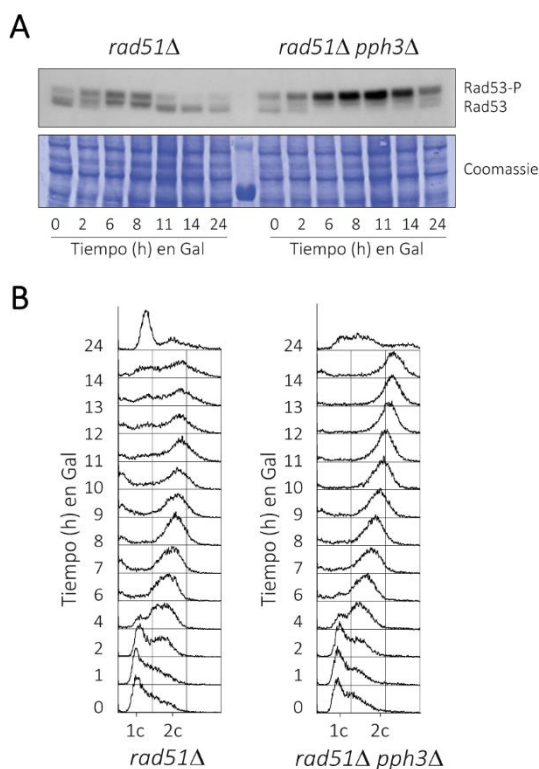 A
rad51Δ rad51Δ pph3Δ
Rad53-P
Rad53
Coomassie
0 2 6 8 11 14 24 0 2 6 8 11 14 24
Tiempo (h) en Gal Tiempo (h) en Gal
B
Tiempo (h) en Gal Tiempo (h) en Gal
24 24
14 14
13 13
12 12
11 11
10 10
9 9
8 8
7 7
6 6
4 4
2 2
1 1
0 0
1c 2c 1c 2c
rad51Δ rad51Δ pph3Δ